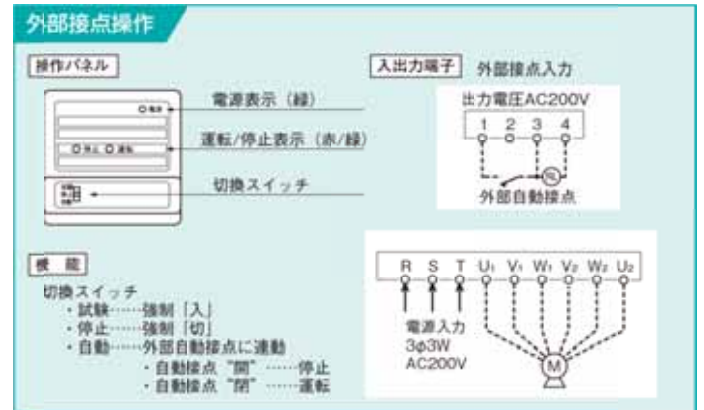 外部接点操作
操作パネル
電源表示（緑）
運転/停止表示（赤/緑）
切換スイッチ
○電源
○停止 ○運転
入出力端子 外部接点入力
出力電圧AC200V
1 2 3 4
RL
外部自動接点
機 能
切換スイッチ
・試験……強制「入」
・停止……強制「切」
・自動……外部自動接点に連動
・自動接点“開”……停止
・自動接点“閉”……運転
R S T U1 V1 W1 V2 W2 U2
電源入力
3φ3W
AC200V
M